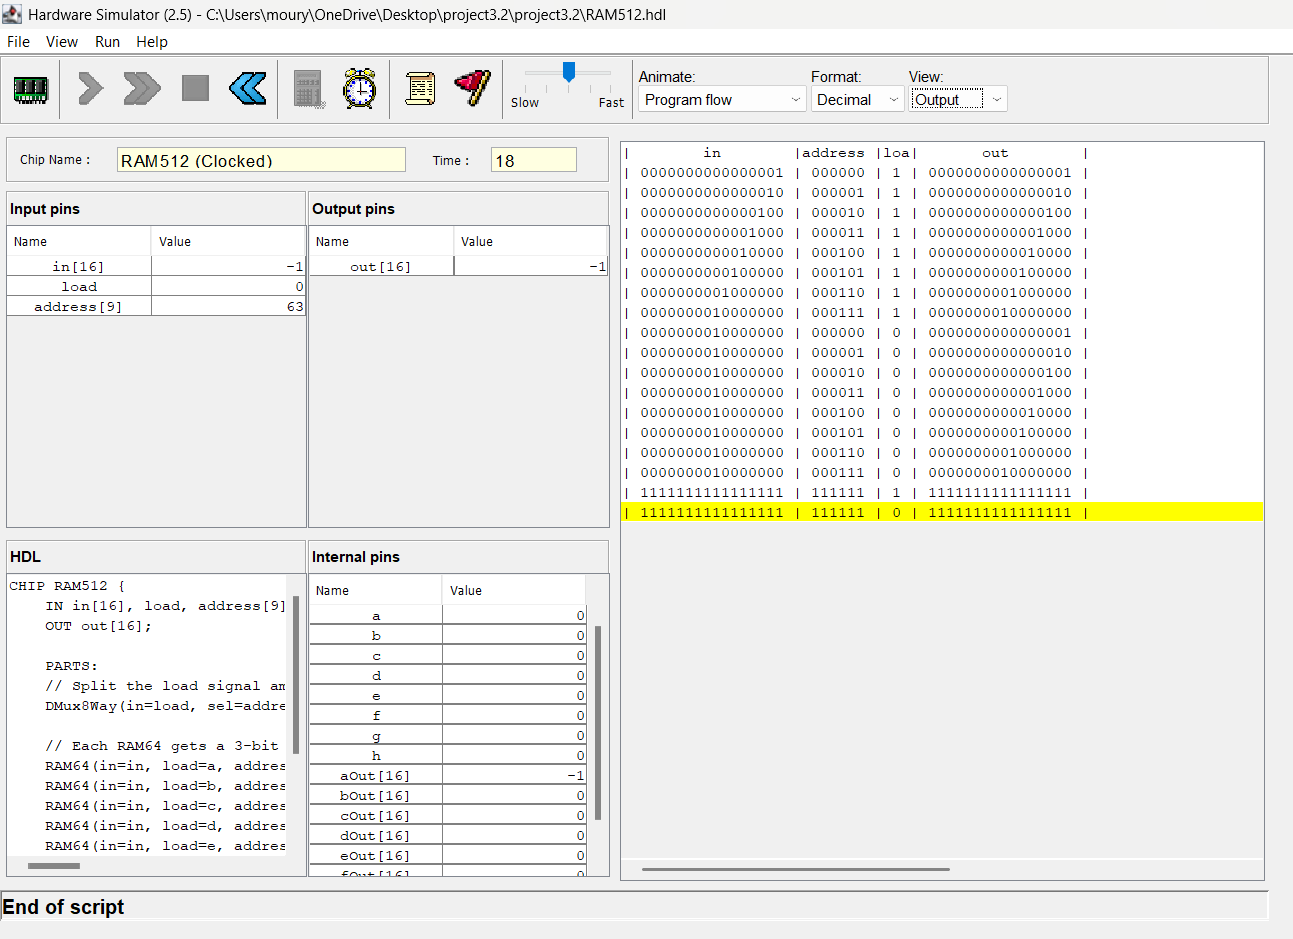 Hardware Simulator (2.5) - C:\Users\moury\OneDrive\Desktop\project3.2\project3.2\RAM512.hdl
File View Run Help
Slow Fast
Animate: Format: View:
Program flow Decimal Output
Chip Name : RAM512 (Clocked) Time : 18
Input pins
Name Value
in[16] -1
load 0
address[9] 63
Output pins
Name Value
out[16] -1
HDL
CHIP RAM512 {
IN in[16], load, address[9]
OUT out[16];
PARTS:
// Split the load signal am
DMux8Way(in=load, sel=addre
// Each RAM64 gets a 3-bit
RAM64(in=in, load=a, addres
RAM64(in=in, load=b, addres
RAM64(in=in, load=c, addres
RAM64(in=in, load=d, addres
RAM64(in=in, load=e, addres
Internal pins
Name Value
a 0
b 0
c 0
d 0
e 0
f 0
g 0
h 0
aOut[16] -1
bOut[16] 0
cOut[16] 0
dOut[16] 0
eOut[16] 0
fOut[16] 0
| in |address |loa| out |
| 0000000000000001 | 000000 | 1 | 0000000000000001 |
| 0000000000000010 | 000001 | 1 | 0000000000000010 |
| 0000000000000100 | 000010 | 1 | 0000000000000100 |
| 0000000000001000 | 000011 | 1 | 0000000000001000 |
| 0000000000010000 | 000100 | 1 | 0000000000010000 |
| 0000000000100000 | 000101 | 1 | 0000000000100000 |
| 0000000001000000 | 000110 | 1 | 0000000001000000 |
| 0000000010000000 | 000111 | 1 | 0000000010000000 |
| 0000000010000000 | 000000 | 0 | 0000000000000001 |
| 0000000010000000 | 000001 | 0 | 0000000000000010 |
| 0000000010000000 | 000010 | 0 | 0000000000000100 |
| 0000000010000000 | 000011 | 0 | 0000000000001000 |
| 0000000010000000 | 000100 | 0 | 0000000000010000 |
| 0000000010000000 | 000101 | 0 | 0000000000100000 |
| 0000000010000000 | 000110 | 0 | 0000000001000000 |
| 0000000010000000 | 000111 | 0 | 0000000010000000 |
| 1111111111111111 | 111111 | 1 | 1111111111111111 |
| 1111111111111111 | 111111 | 0 | 1111111111111111 |
End of script